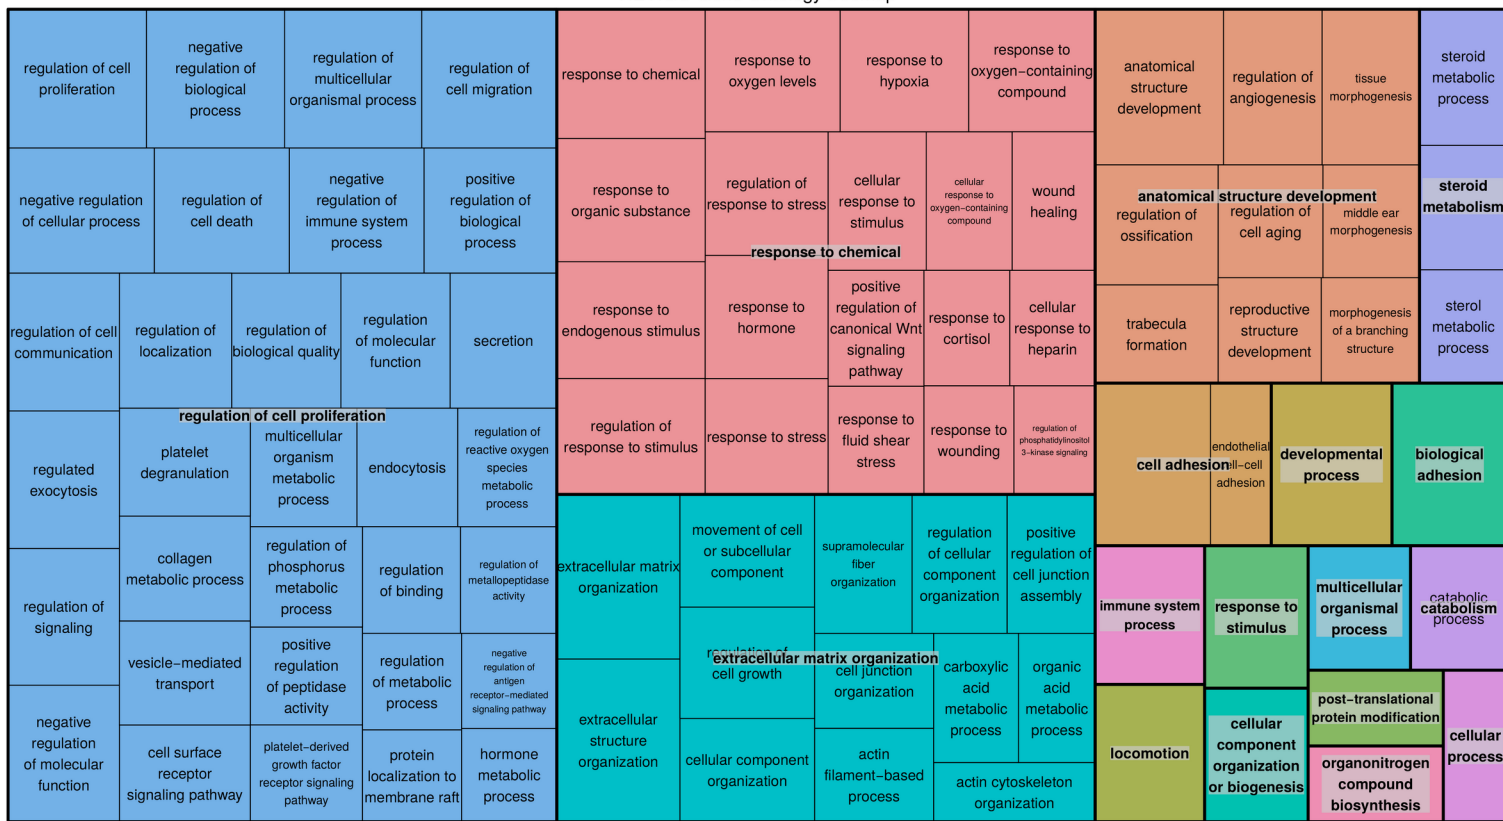 regulation of cell
proliferation
negative
regulation of
biological
process
regulation of
multicellular
organismal process
regulation of
cell migration
negative regulation
of cellular process
regulation of
cell death
negative
regulation of
immune system
process
positive
regulation of
biological
process
regulation of cell
communication
regulation of
localization
regulation of
biological quality
regulation
of molecular
function
secretion
regulation of cell proliferation
regulated
exocytosis
platelet
degranulation
multicellular
organism
metabolic
process
endocytosis
regulation of
reactive oxygen
species
metabolic
process
collagen
metabolic process
regulation of
phosphorus
metabolic
process
regulation
of binding
regulation of
metallopeptidase
activity
regulation of
signaling
vesicle−mediated
transport
positive
regulation
of peptidase
activity
regulation
of metabolic
process
negative
regulation of
antigen
receptor−mediated
signaling pathway
negative
regulation
of molecular
function
cell surface
receptor
signaling pathway
platelet−derived
growth factor
receptor signaling
pathway
protein
localization to
membrane raft
hormone
metabolic
process
response to chemical
response to
oxygen levels
response to
hypoxia
response to
oxygen−containing
compound
response to
organic substance
regulation of
response to stress
cellular
response to
stimulus
cellular
response to
oxygen−containing
compound
wound
healing
response to chemical
response to
endogenous stimulus
response to
hormone
positive
regulation of
canonical Wnt
signaling
pathway
response to
cortisol
cellular
response to
heparin
regulation of
response to stimulus
response to stress
response to
fluid shear
stress
response to
wounding
regulation of
phosphatidylinositol
3−kinase signaling
extracellular matrix
organization
movement of cell
or subcellular
component
supramolecular
fiber
organization
regulation
of cellular
component
organization
positive
regulation of
cell junction
assembly
extracellular matrix organization
regulation of
cell growth
cell junction
organization
carboxylic
acid
metabolic
process
organic
acid
metabolic
process
extracellular
structure
organization
cellular component
organization
actin
filament−based
process
actin cytoskeleton
organization
anatomical
structure
development
regulation of
angiogenesis
tissue
morphogenesis
anatomical structure development
regulation of
ossification
regulation of
cell aging
middle ear
morphogenesis
trabecula
formation
reproductive
structure
development
morphogenesis
of a branching
structure
steroid
metabolic
process
steroid
metabolism
sterol
metabolic
process
cell adhesion
endothelial
cell−cell
adhesion
developmental
process
biological
adhesion
immune system
process
response to
stimulus
multicellular
organismal
process
catabolic
process
catabolism
locomotion
cellular
component
organization
or biogenesis
post−translational
protein modification
organonitrogen
compound
biosynthesis
cellular
process